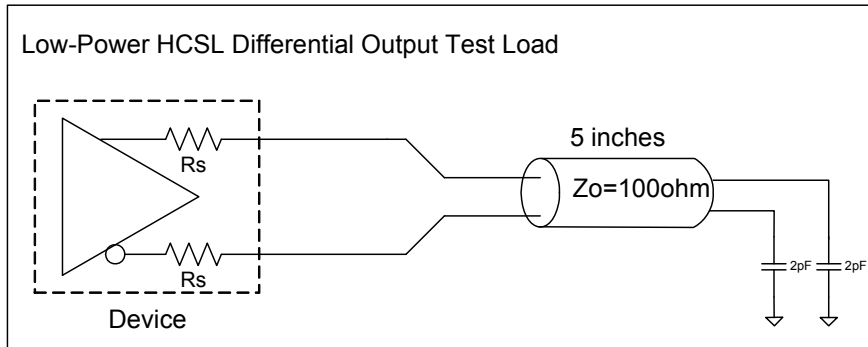 Low-Power HCSL Differential Output Test Load
Rs
5 inches
Zo=100ohm
Rs
2pF
2pF
Device